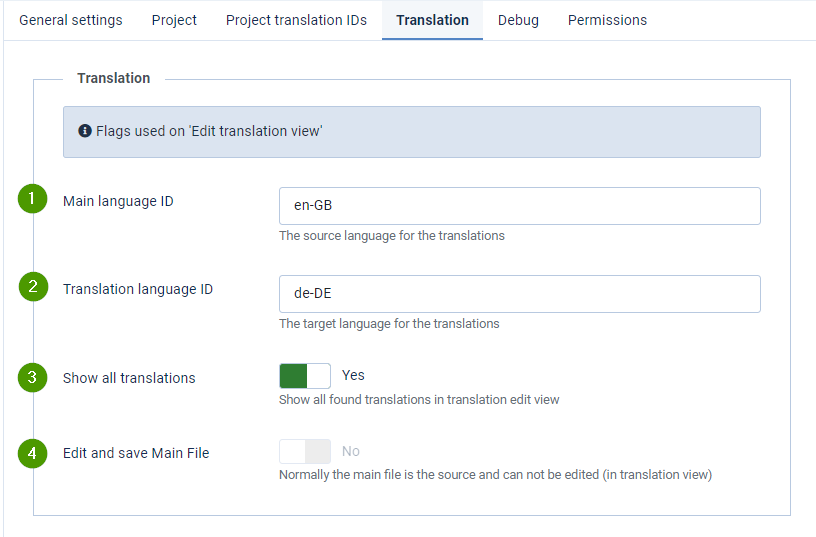 General settings Project Project translation IDs Translation Debug Permissions
Translation
Flags used on 'Edit translation view'
1 Main language ID en-GB
The source language for the translations
2 Translation language ID de-DE
The target language for the translations
3 Show all translations Yes
Show all found translations in translation edit view
4 Edit and save Main File No
Normally the main file is the source and can not be edited (in translation view)